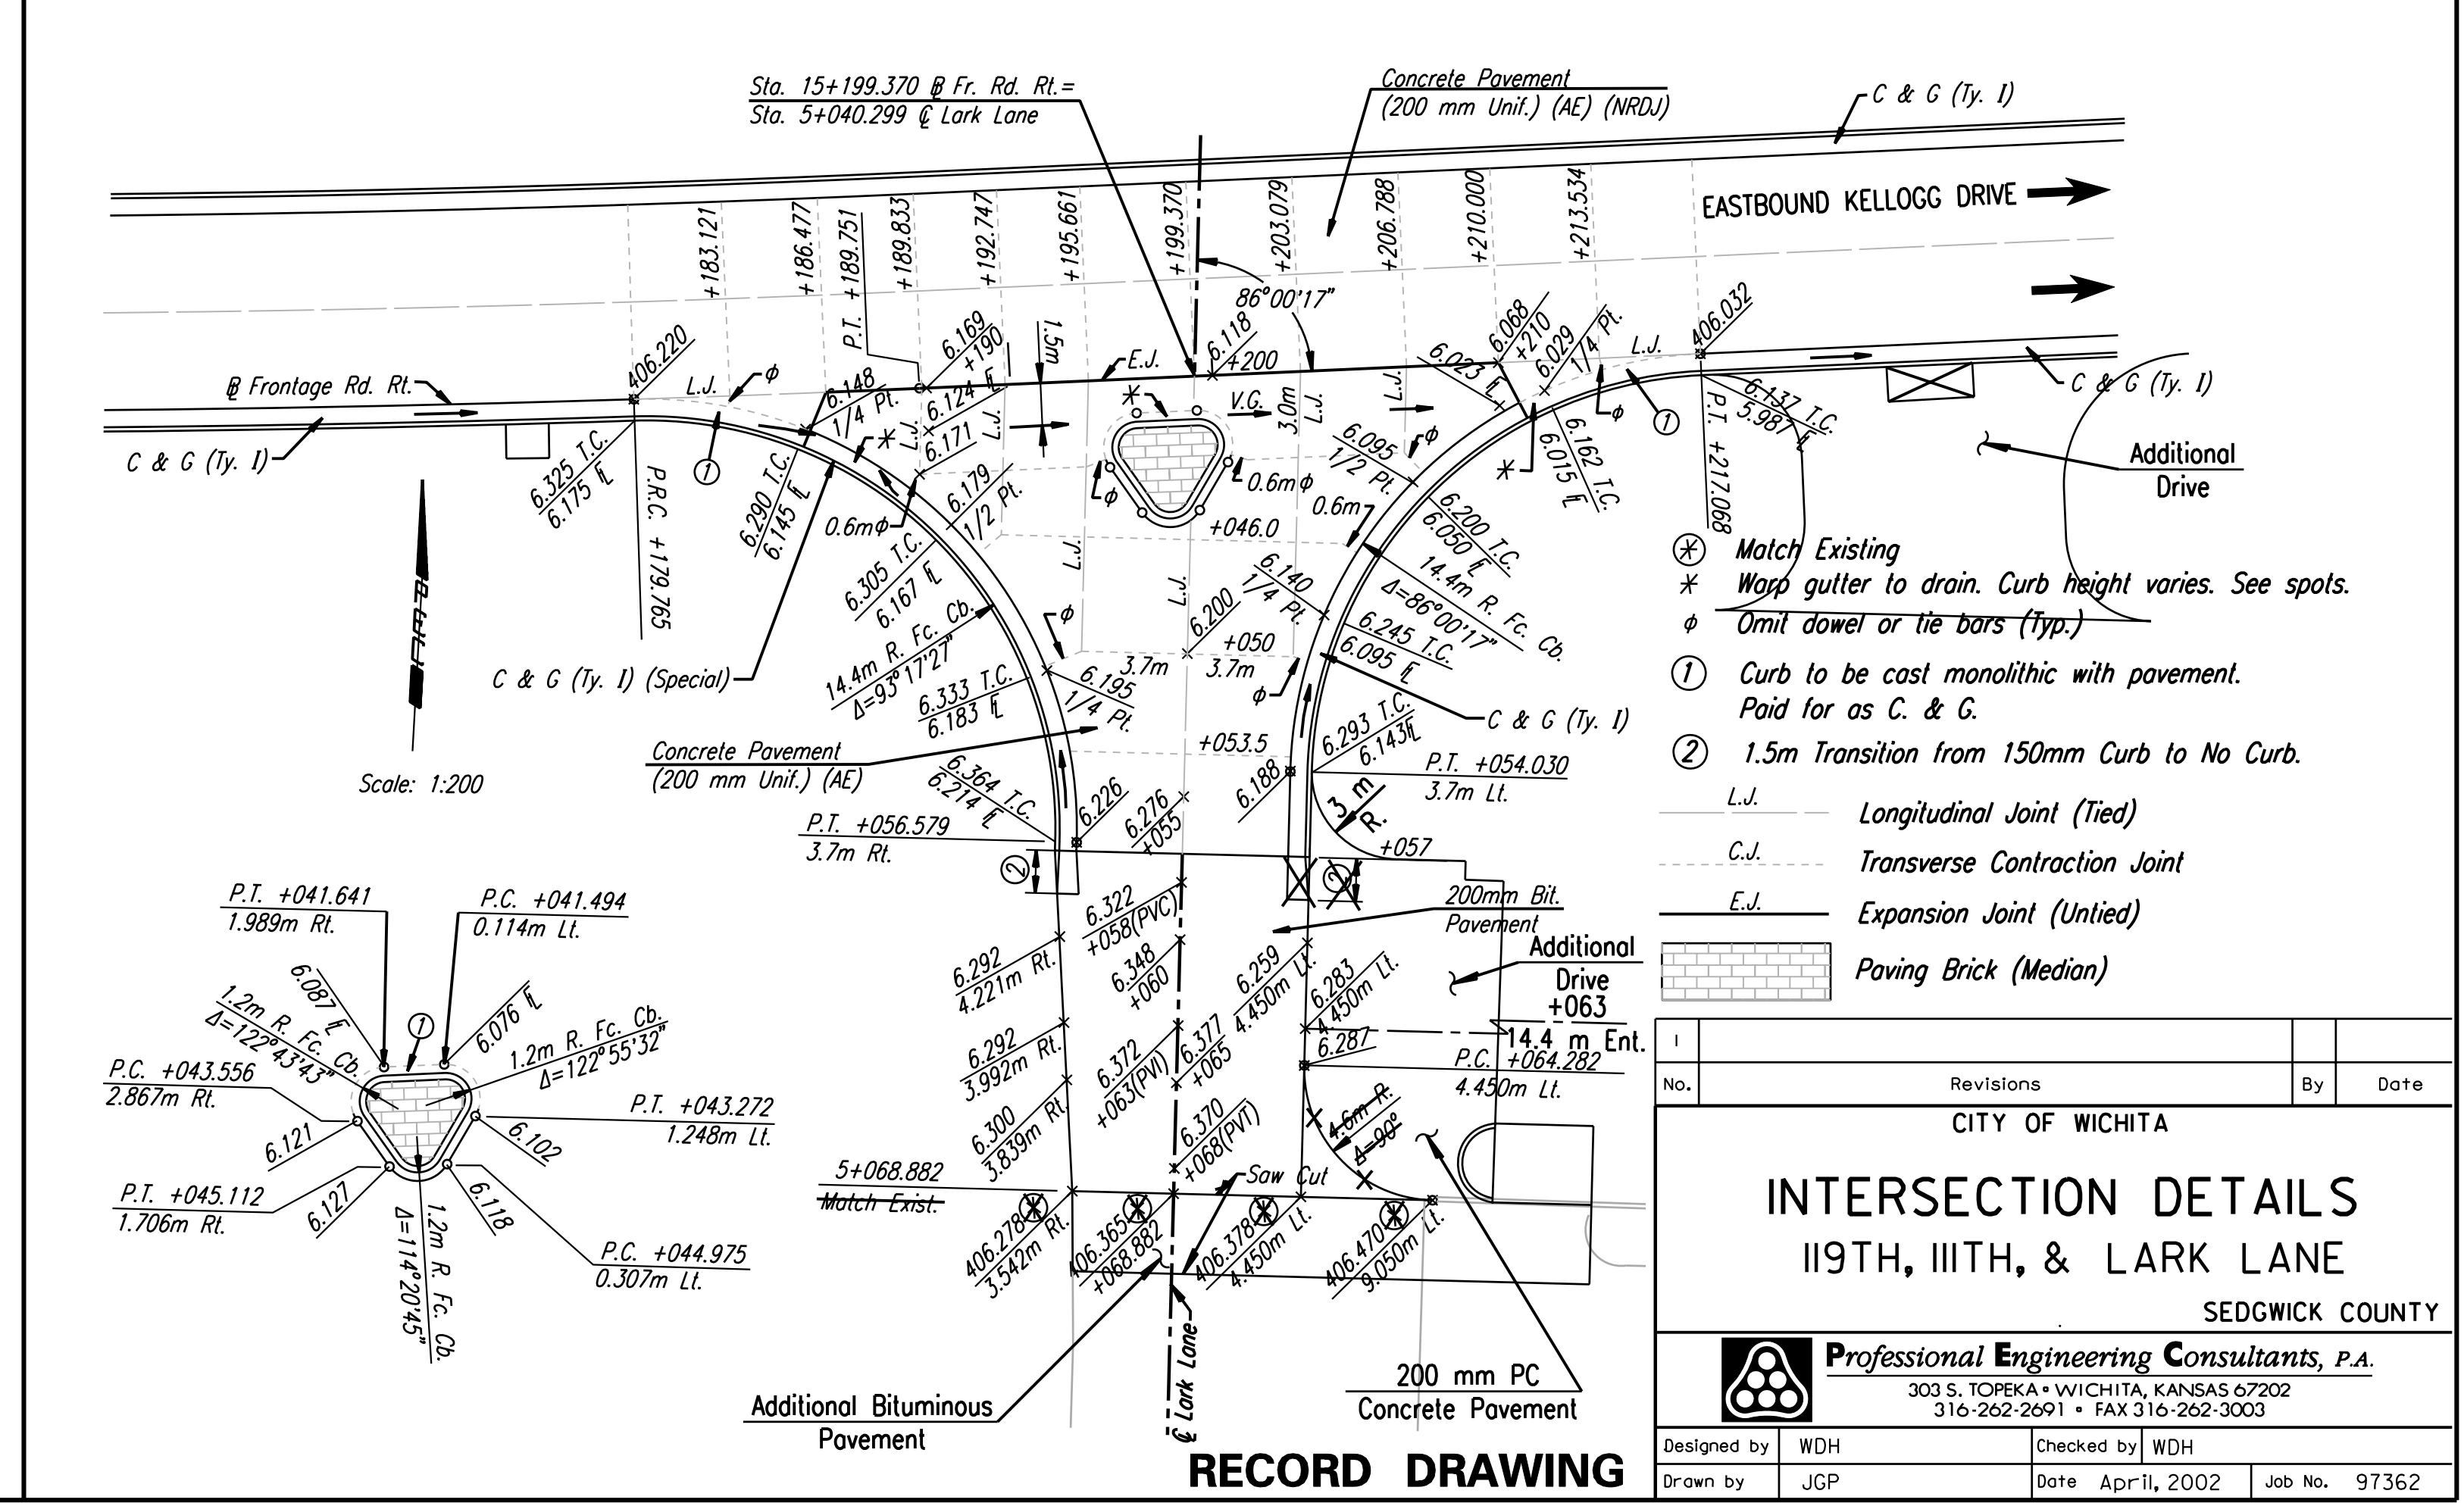 Sta. 15+199.370 ℄ Fr. Rd. Rt.=
Sta. 5+040.299 ℄ Lark Lane
Concrete Pavement
(200 mm Unif.) (AE) (NRDJ)
C & G (Ty. I)
EASTBOUND KELLOGG DRIVE
+183.121
+186.477
P.T. +189.751
+189.833
+192.747
+195.661
+199.370
+203.079
+206.788
+210.000
+213.534
86°00'17"
406.220
6.169
+190
1.5m
E.J.
6.118
+200
6.068
+210
6.029
1/4 Pt.
L.J.
406.032
Frontage Rd. Rt.
L.J.
ϕ
6.148
1/4 Pt.
6.124 ℄
6.023 ℄
L.J.
L.J.
L.J.
L.J.
V.G.
3.0m
6.171
C & G (Ty. I)
C & G (Ty. I)
6.137 T.C.
5.987 ℄
P.T. +217.068
Additional
Drive
6.325 T.C.
6.175 ℄
P.R.C. +179.765
1
6.290 T.C.
6.145 ℄
0.6mϕ
6.179
1/2 Pt.
ϕ
0.6mϕ
0.6m
+046.0
6.095
1/2 Pt.
ϕ
ϕ
1
6.162 T.C.
6.015 ℄
6.200 T.C.
6.050 ℄
14.4m R. Fc. Cb.
Δ=86°00'17"
6.305 T.C.
6.167 ℄
14.4m R. Fc. Cb.
Δ=93°17'27"
L.J.
L.J.
6.140
1/4 Pt.
6.200
+050
3.7m
3.7m
6.245 T.C.
6.095 ℄
ϕ
ϕ
C & G (Ty. I) (Special)
6.333 T.C.
6.183 ℄
6.195
1/4 Pt.
C & G (Ty. I)
Concrete Pavement
(200 mm Unif.) (AE)
+053.5
6.293 T.C.
6.143 ℄
P.T. +054.030
3.7m Lt.
6.188
3 m
R.
6.364 T.C.
6.214 ℄
6.226
6.276
+055
P.T. +056.579
3.7m Rt.
+057
2
2
Scale: 1:200
Match Existing
Warp gutter to drain. Curb height varies. See spots.
ϕ Omit dowel or tie bars (Typ.)
1 Curb to be cast monolithic with pavement.
Paid for as C. & G.
2 1.5m Transition from 150mm Curb to No Curb.
L.J.
Longitudinal Joint (Tied)
C.J.
Transverse Contraction Joint
E.J.
Expansion Joint (Untied)
Paving Brick (Median)
P.T. +041.641
1.989m Rt.
P.C. +041.494
0.114m Lt.
6.087 ℄
1
6.076 ℄
1.2m R. Fc. Cb.
Δ=122°43'43"
1.2m R. Fc. Cb.
Δ=122°55'32"
P.C. +043.556
2.867m Rt.
P.T. +043.272
1.248m Lt.
6.121
6.102
P.T. +045.112
1.706m Rt.
6.127
6.118
P.C. +044.975
0.307m Lt.
1.2m R. Fc. Cb.
Δ=114°20'45"
6.322
+058(PVC)
200mm Bit.
Pavement
6.292
4.221m Rt.
6.348
+060
6.259
4.450m Lt.
6.283
4.450m Lt.
Additional
Drive
+063
14.4 m Ent.
6.292
3.992m Rt.
6.372
+063(PVI)
6.377
+065
6.287
P.C. +064.282
4.450m Lt.
6.300
3.839m Rt.
6.370
+068(PVT)
4.6m R.
Δ=90°
5+068.882
Match Exist.
Saw Cut
406.278
3.542m Rt.
406.365
+068.882
406.378
4.450m Lt.
406.470
9.050m Lt.
℄ Lark Lane
Additional Bituminous
Pavement
200 mm PC
Concrete Pavement
RECORD DRAWING
1
No. Revisions By Date
CITY OF WICHITA
INTERSECTION DETAILS
119TH, 111TH, & LARK LANE
SEDGWICK COUNTY
Professional Engineering Consultants, P.A.
303 S. TOPEKA • WICHITA, KANSAS 67202
316-262-2691 • FAX 316-262-3003
Designed by WDH Checked by WDH
Drawn by JGP Date April, 2002 Job No. 97362